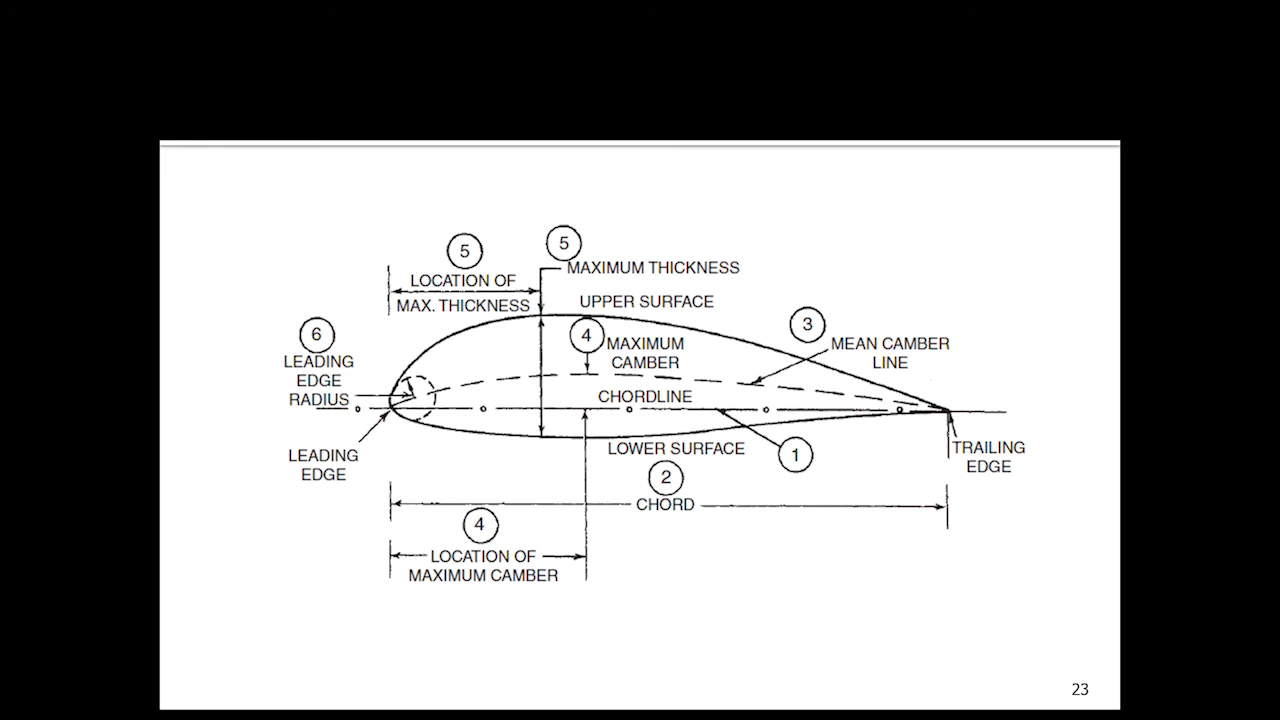 5
5
MAXIMUM THICKNESS
LOCATION OF
MAX. THICKNESS
UPPER SURFACE
6
LEADING
EDGE
RADIUS
4
MAXIMUM
CAMBER
3
MEAN CAMBER
LINE
CHORDLINE
LEADING
EDGE
LOWER SURFACE
1
TRAILING
EDGE
2
CHORD
4
LOCATION OF
MAXIMUM CAMBER
23